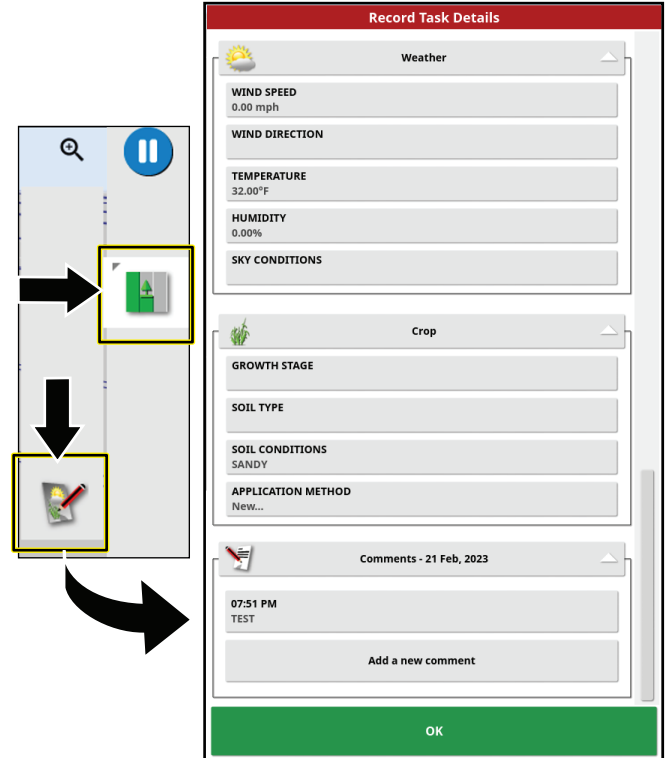 Record Task Details
Weather
WIND SPEED
0.00 mph
WIND DIRECTION
TEMPERATURE
32.00°F
HUMIDITY
0.00%
SKY CONDITIONS
Crop
GROWTH STAGE
SOIL TYPE
SOIL CONDITIONS
SANDY
APPLICATION METHOD
New...
Comments - 21 Feb, 2023
07:51 PM
TEST
Add a new comment
OK